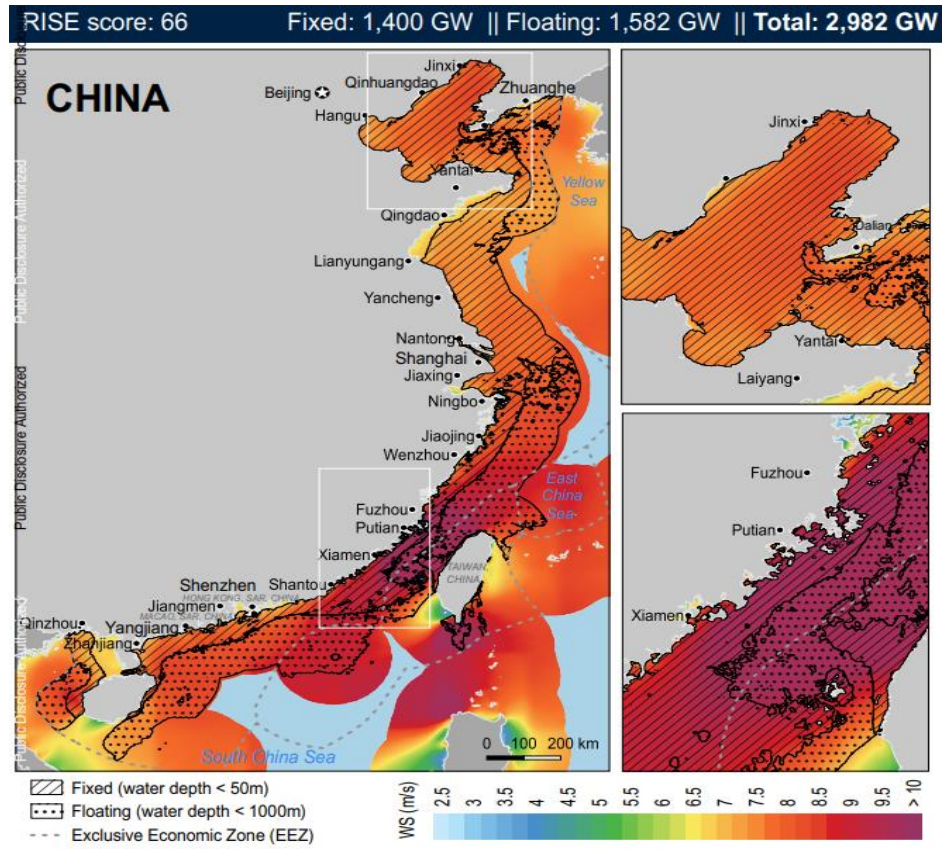 RISE score: 66 Fixed: 1,400 GW || Floating: 1,582 GW || Total: 2,982 GW
Public Disclosure Authorized
Public Disclosure Authorized
Public Disclosure Authorized
Public Disclosure Authorized
CHINA
Jinxi
Qinhuangdao
Beijing
Zhuanghe
Hangu
Yantai
Yellow
Sea
Qingdao
Lianyungang
Yancheng
Nantong
Shanghai
Jiaxing
Ningbo
Jiaojing
Wenzhou
East
China
Sea
Fuzhou
Putian
Xiamen
TAIWAN,
CHINA
Shenzhen
Shantou
HONG KONG, SAR, CHINA
Jiangmen
MACAO, SAR, CHINA
Qinzhou
Yangjiang
Zhanjiang
South China Sea
0 100 200 km
Jinxi
Dalian
Yantai
Laiyang
Fuzhou
Putian
Xiamen
Fixed (water depth < 50m)
Floating (water depth < 1000m)
Exclusive Economic Zone (EEZ)
WS (m/s)
2.5 3 3.5 4 4.5 5 5.5 6 6.5 7 7.5 8 8.5 9 9.5 > 10